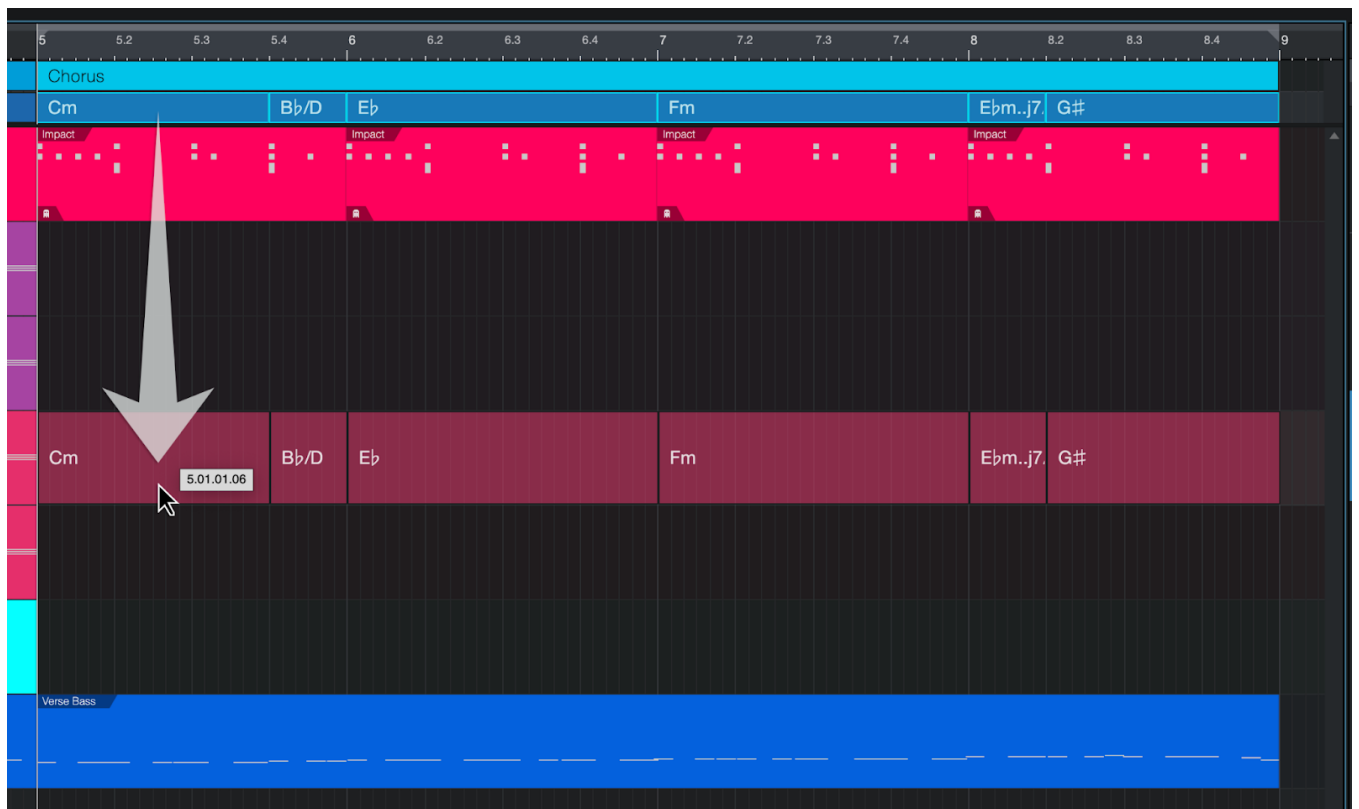 5 5.2 5.3 5.4 6 6.2 6.3 6.4 7 7.2 7.3 7.4 8 8.2 8.3 8.4 9
Chorus
Cm B♭/D E♭ Fm E♭m..j7. G♯
Impact Impact Impact Impact
Cm B♭/D E♭ Fm E♭m..j7. G♯
5.01.01.06
Verse Bass